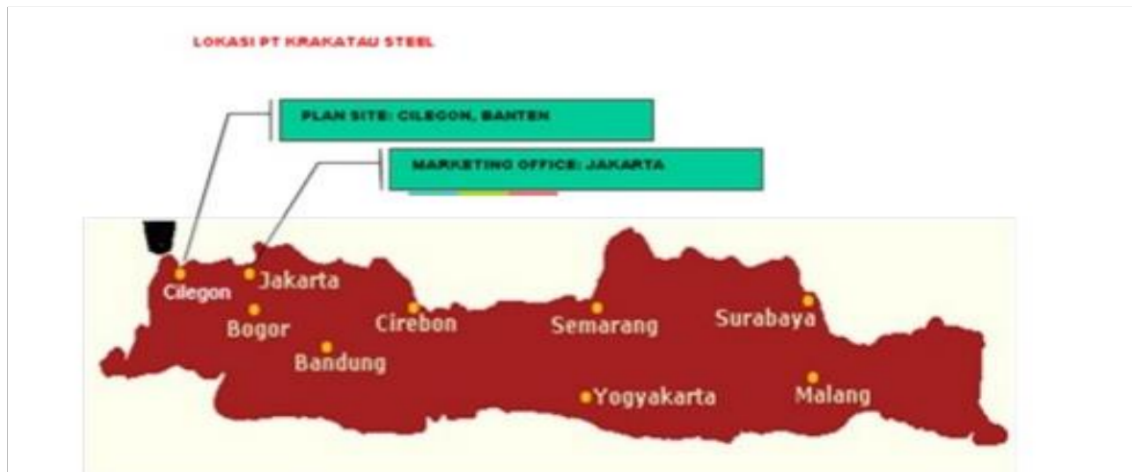 LOKASI PT KRAKATAU STEEL
PLAN SITE: CILEGON, BANTEN
MARKETING OFFICE: JAKARTA
Cilegon
Jakarta
Bogor
Bandung
Cirebon
Semarang
Yogyakarta
Surabaya
Malang